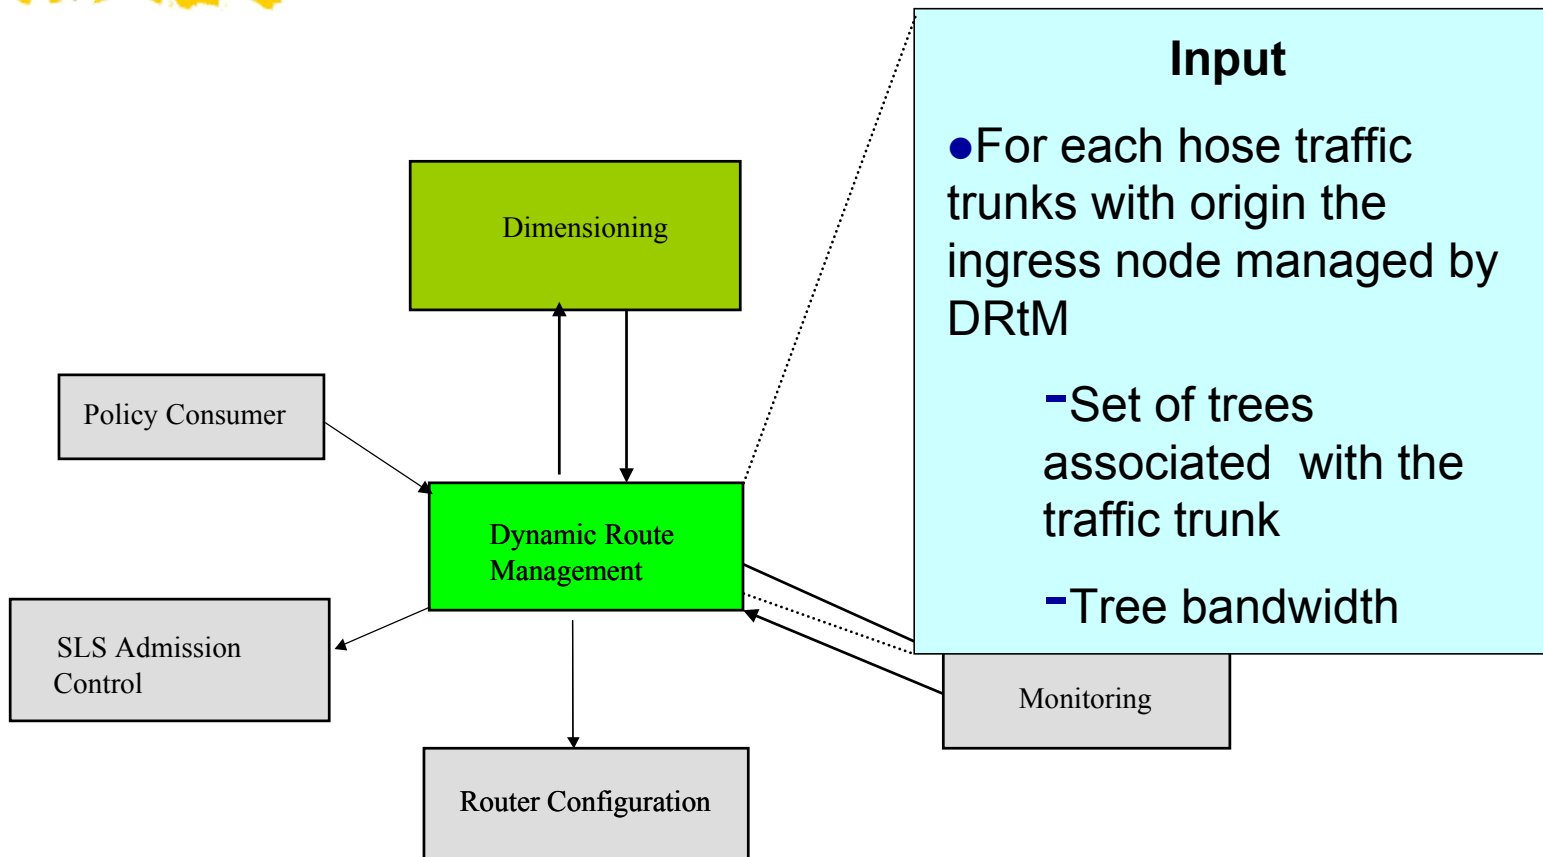 Input
●For each hose traffic
trunks with origin the
ingress node managed by
DRtM
-Set of trees
associated with the
traffic trunk
-Tree bandwidth
Dimensioning
Policy Consumer
Dynamic Route
Management
SLS Admission
Control
Monitoring
Router Configuration